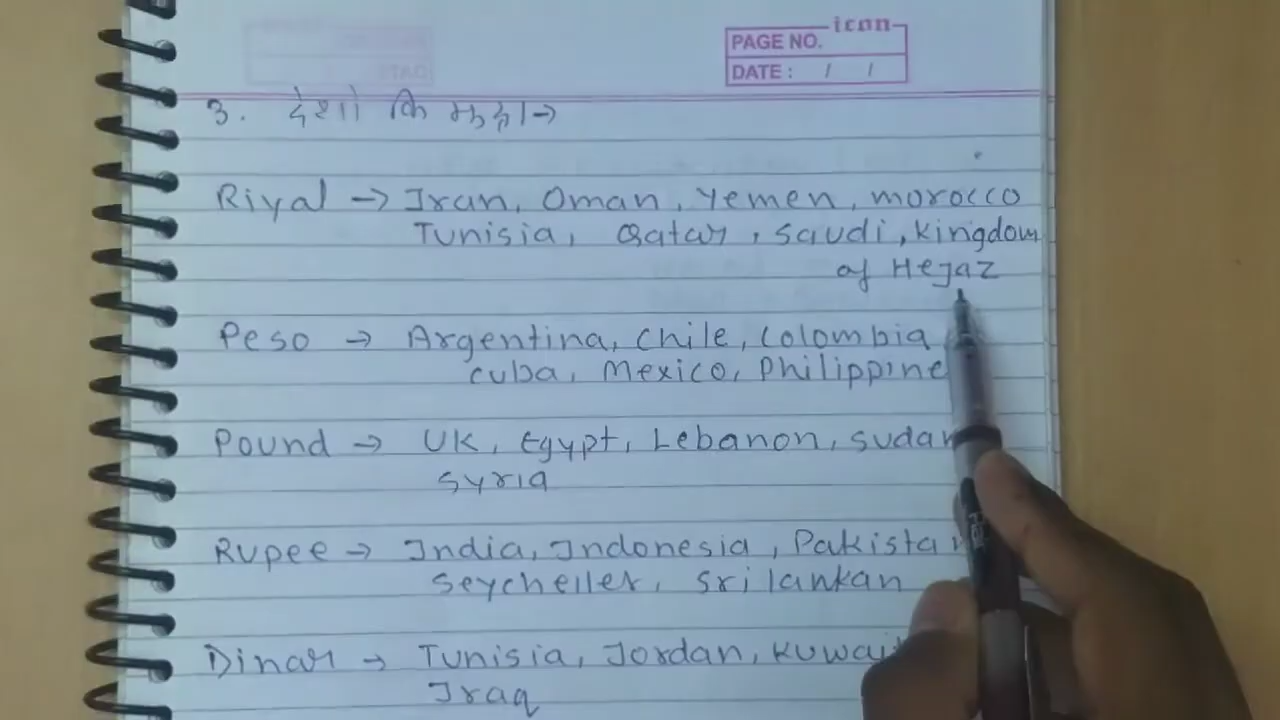 icon
PAGE NO.
DATE : / /
3. देशो कि मुद्रा→
Riyal → Iran, Oman, Yemen, morocco
Tunisia, Qatar, saudi, kingdom
of Hejaz
Peso → Argentina, chile, Colombia
cuba, Mexico, Philippine
Pound → UK, Egypt, Lebanon, sudan
syria
Rupee → India, Indonesia, Pakistan
seycheller, sri lankan
Dinar → Tunisia, Jordan, kuwait
Iraq